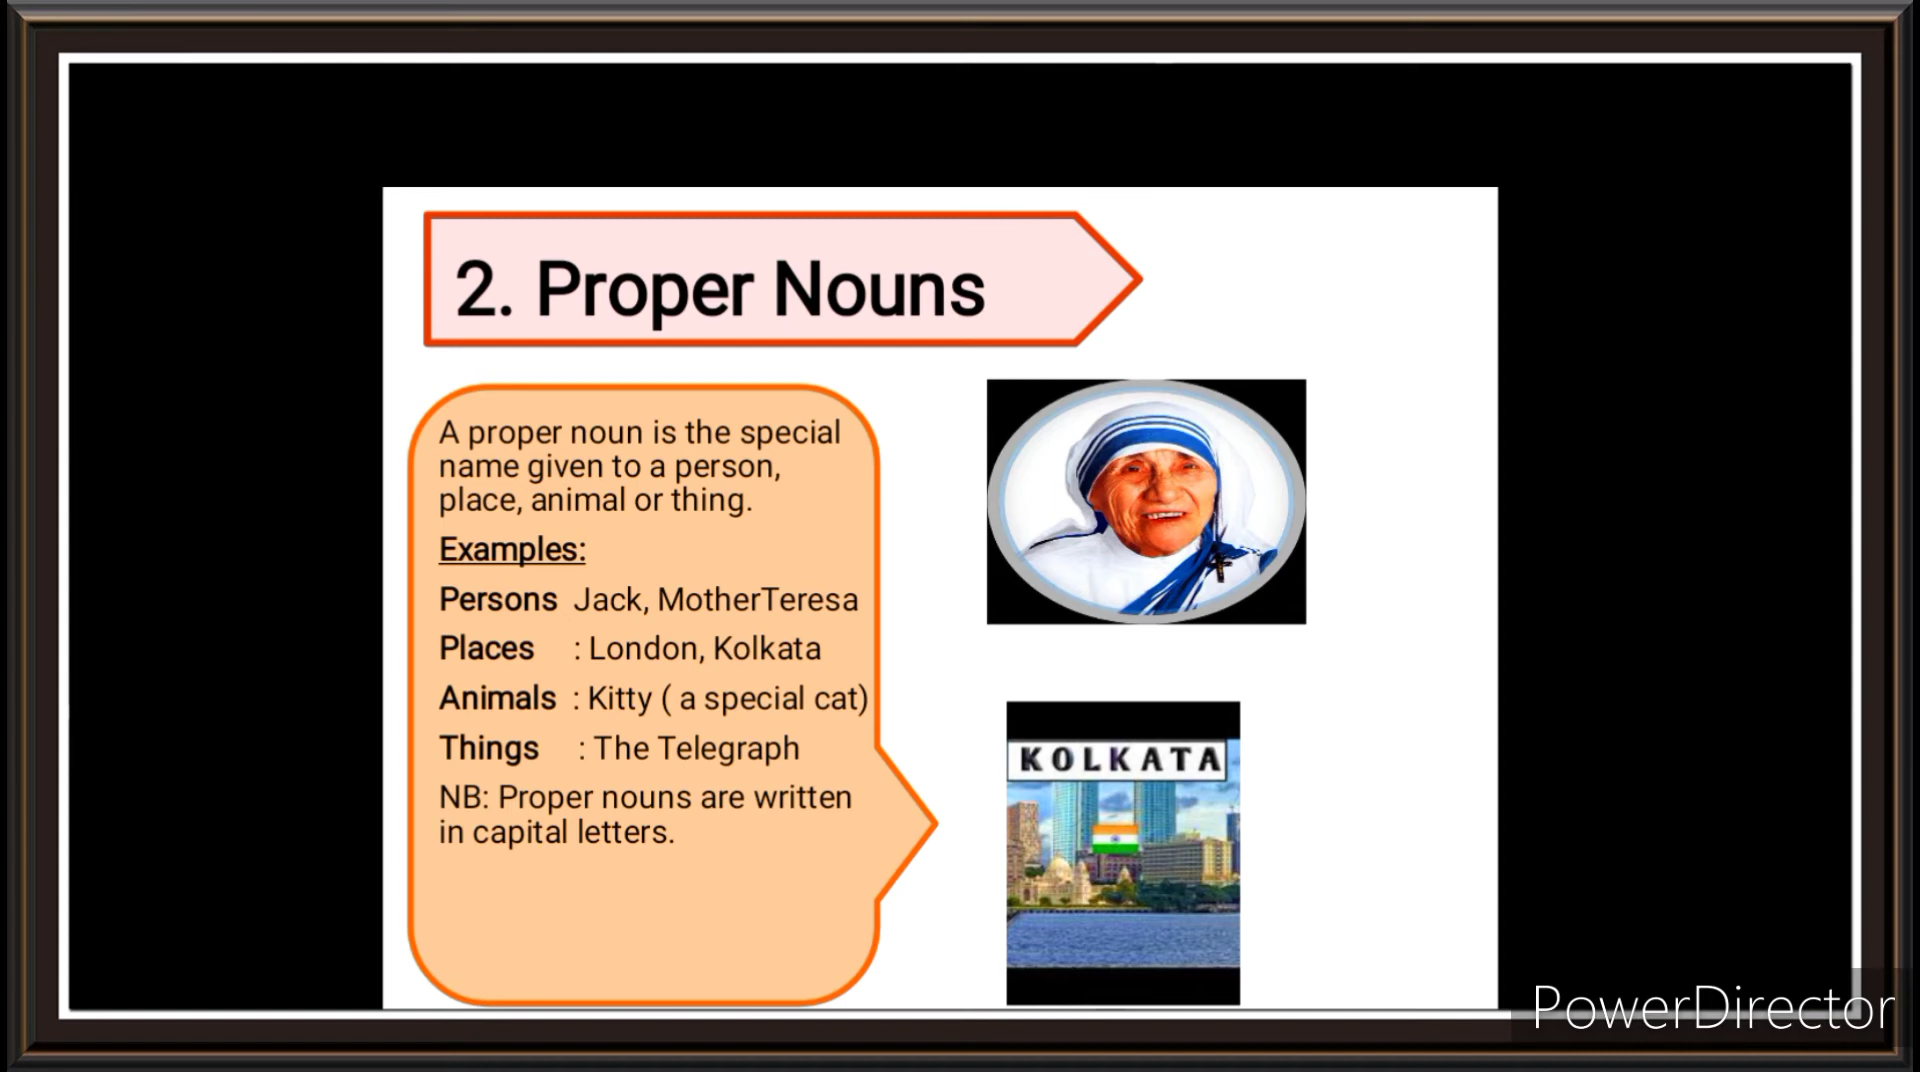 2. Proper Nouns
A proper noun is the special
name given to a person,
place, animal or thing.
Examples:
Persons Jack, MotherTeresa
Places : London, Kolkata
Animals : Kitty ( a special cat)
Things : The Telegraph
NB: Proper nouns are written
in capital letters.
KOLKATA
PowerDirector